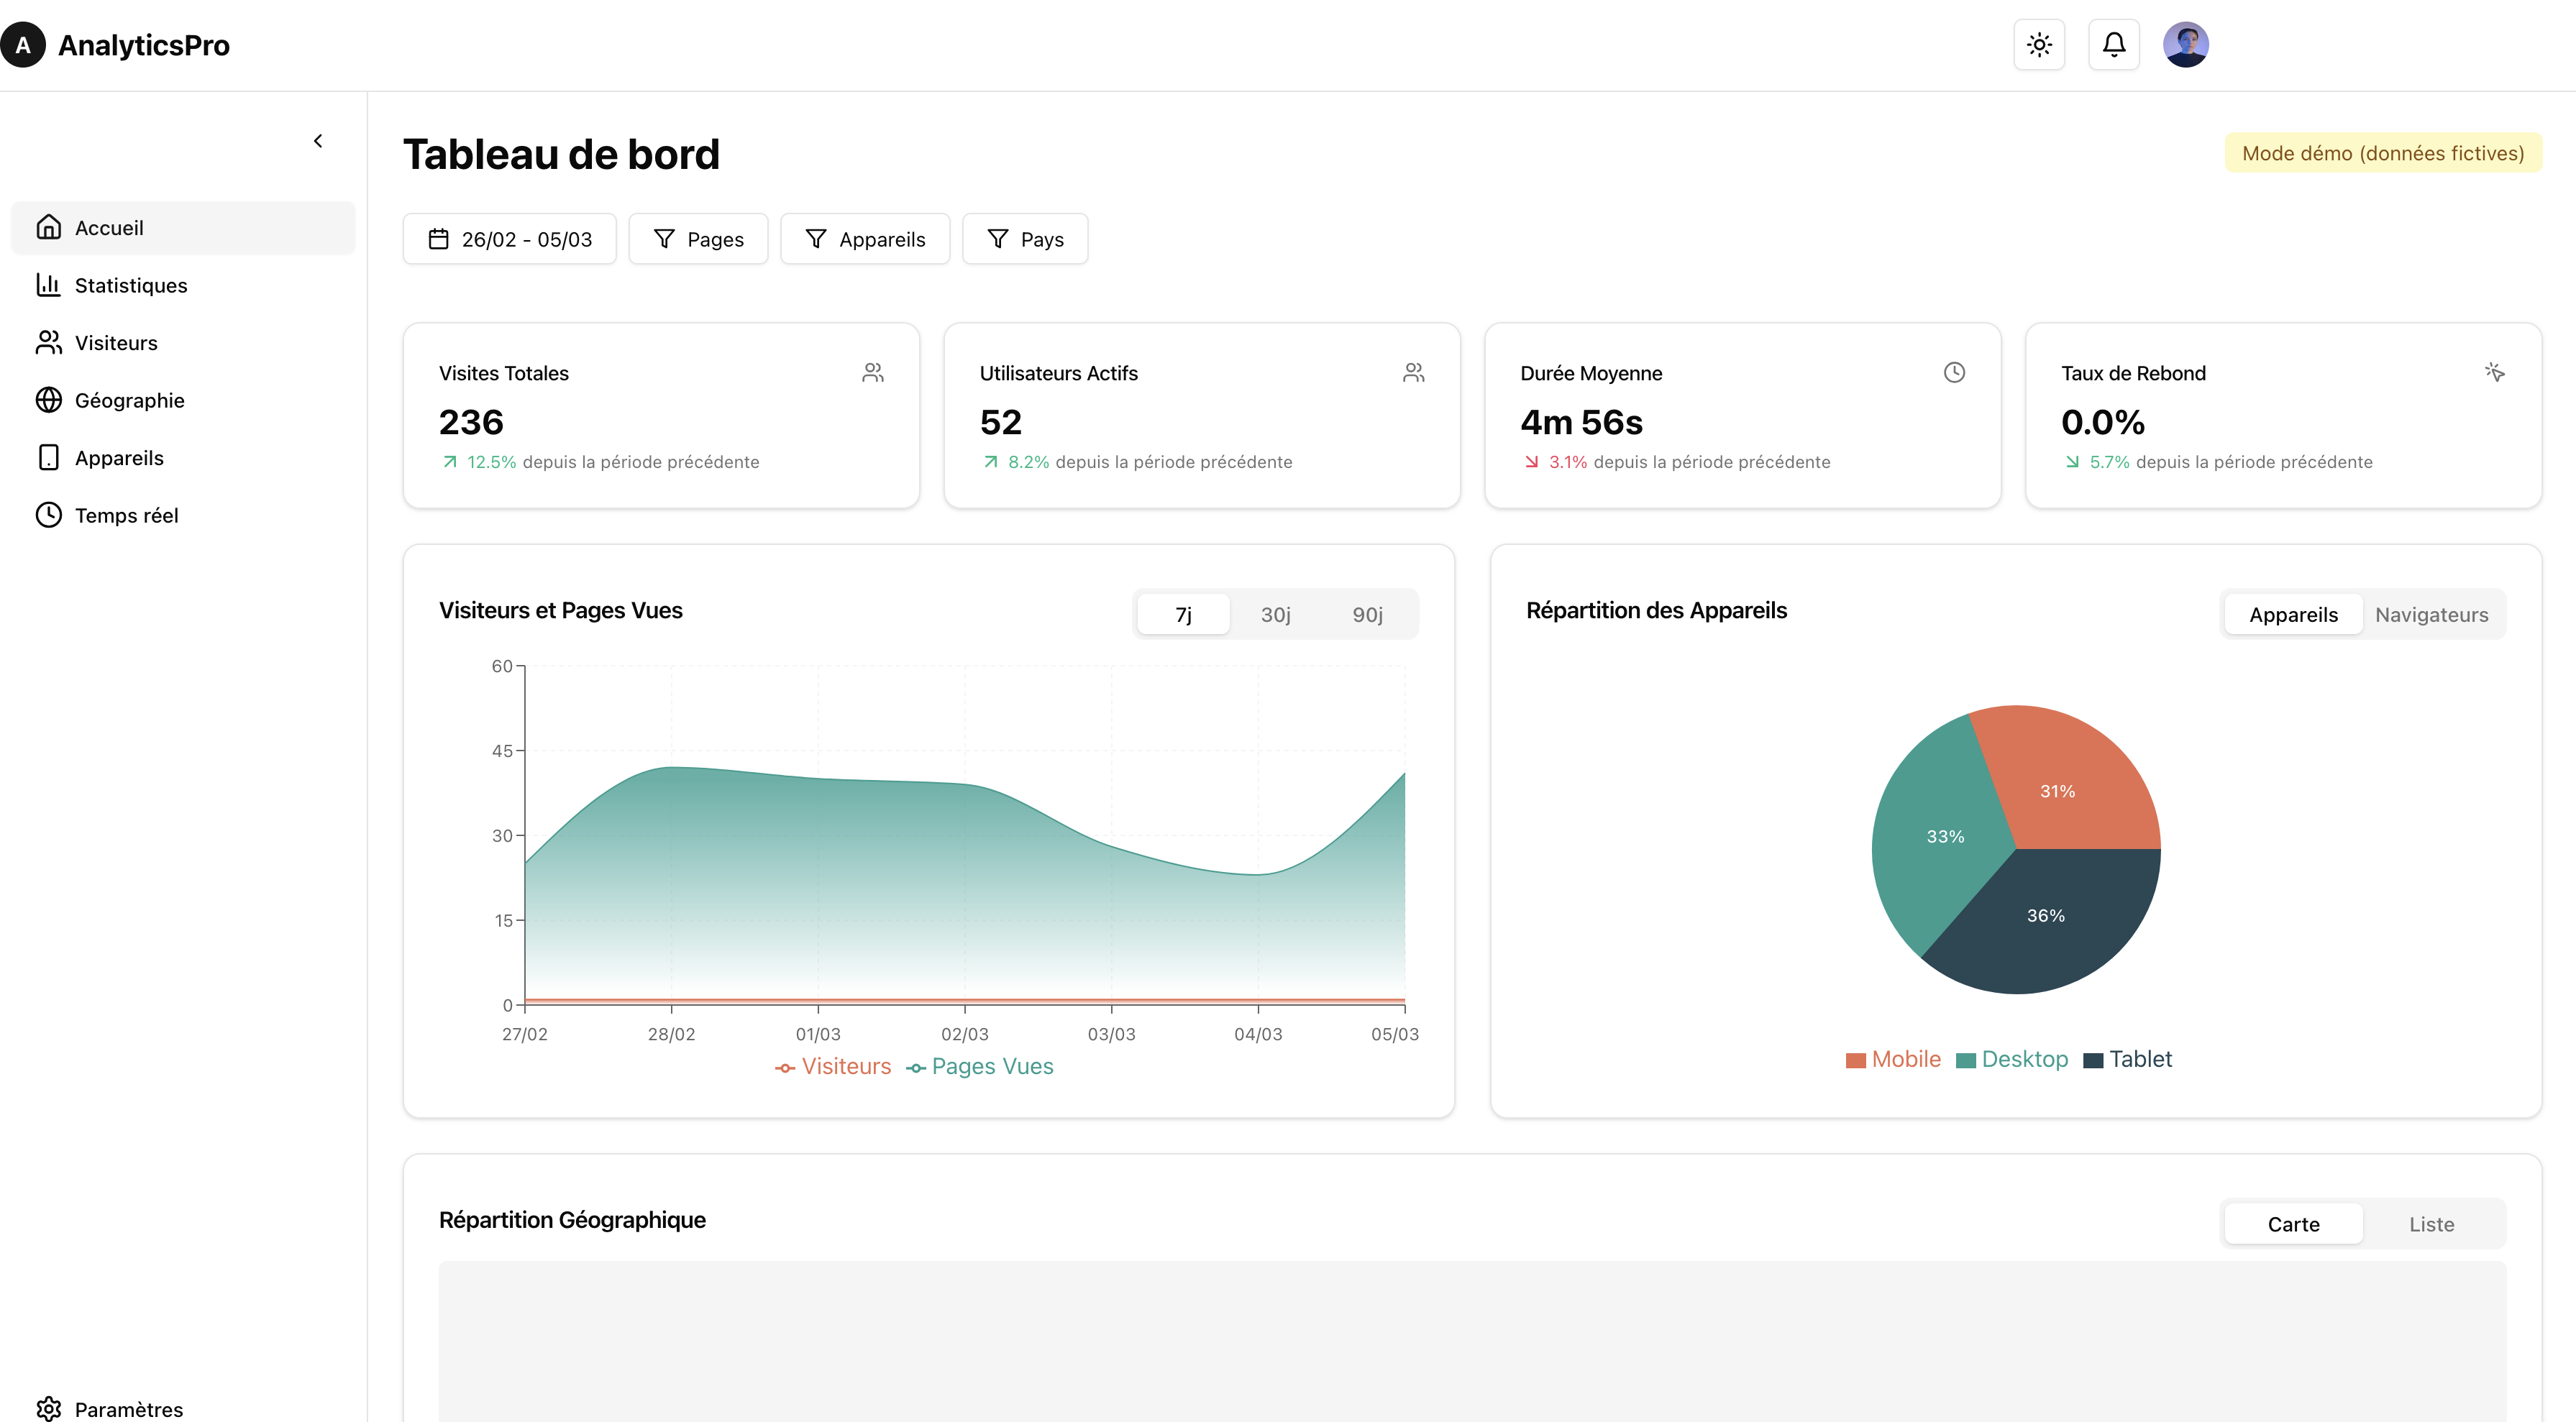 A AnalyticsPro
Tableau de bord
Mode démo (données fictives)
Accueil
Statistiques
Visiteurs
Géographie
Appareils
Temps réel
Paramètres
26/02 - 05/03
Pages
Appareils
Pays
Visites Totales
236
12.5% depuis la période précédente
Utilisateurs Actifs
52
8.2% depuis la période précédente
Durée Moyenne
4m 56s
3.1% depuis la période précédente
Taux de Rebond
0.0%
5.7% depuis la période précédente
Visiteurs et Pages Vues
7j 30j 90j
60
45
30
15
0
27/02 28/02 01/03 02/03 03/03 04/03 05/03
Visiteurs Pages Vues
Répartition des Appareils
Appareils Navigateurs
31%
33%
36%
Mobile Desktop Tablet
Répartition Géographique
Carte Liste